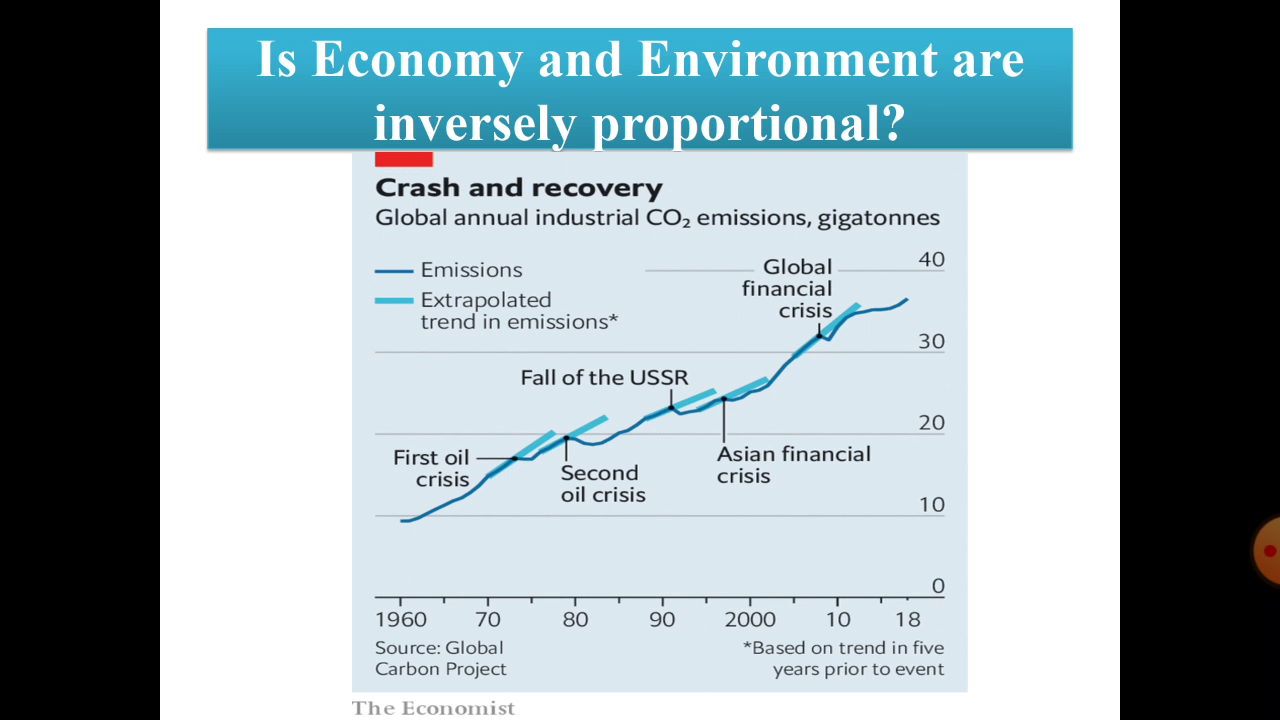 Is Economy and Environment are
inversely proportional?
Crash and recovery
Global annual industrial CO₂ emissions, gigatonnes
Emissions
Extrapolated
trend in emissions*
Global
financial
crisis
40
30
Fall of the USSR
20
First oil
crisis
Second
oil crisis
Asian financial
crisis
10
0
1960 70 80 90 2000 10 18
Source: Global
Carbon Project
*Based on trend in five
years prior to event
The Economist